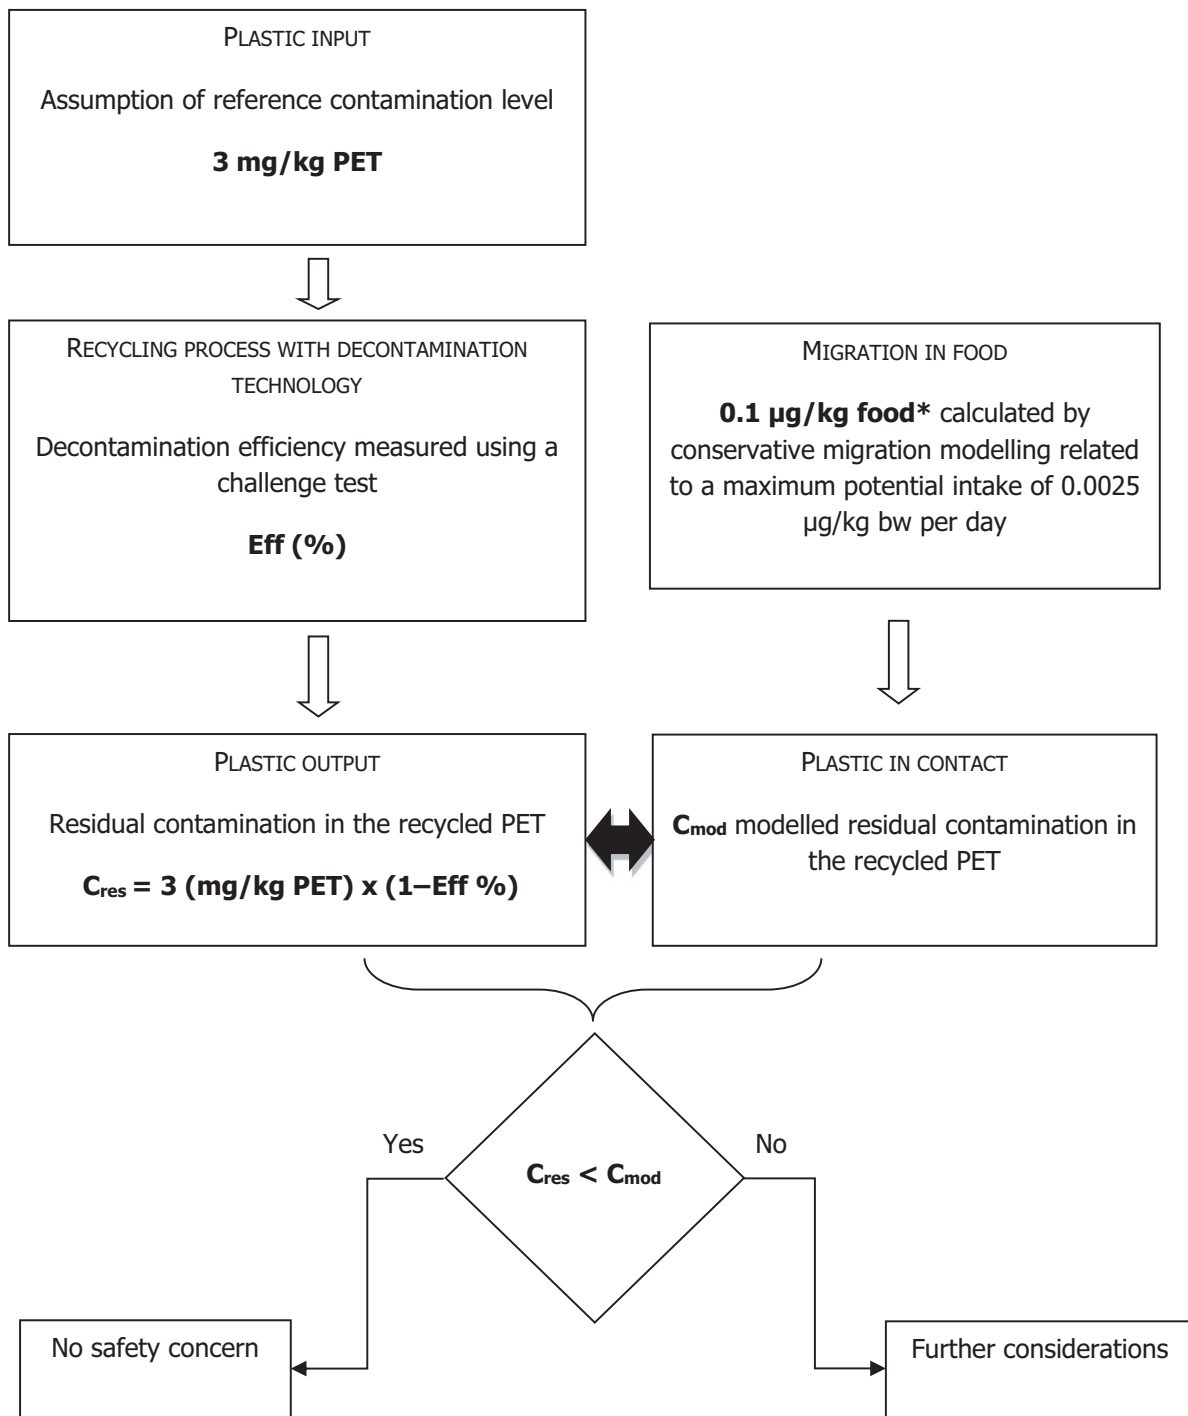 PLASTIC INPUT
Assumption of reference contamination level
3 mg/kg PET
RECYCLING PROCESS WITH DECONTAMINATION
TECHNOLOGY
Decontamination efficiency measured using a
challenge test
Eff (%)
MIGRATION IN FOOD
0.1 µg/kg food* calculated by
conservative migration modelling related
to a maximum potential intake of 0.0025
µg/kg bw per day
PLASTIC OUTPUT
Residual contamination in the recycled PET
Cres = 3 (mg/kg PET) x (1–Eff %)
PLASTIC IN CONTACT
Cmod modelled residual contamination in
the recycled PET
Yes
No
Cres < Cmod
No safety concern
Further considerations